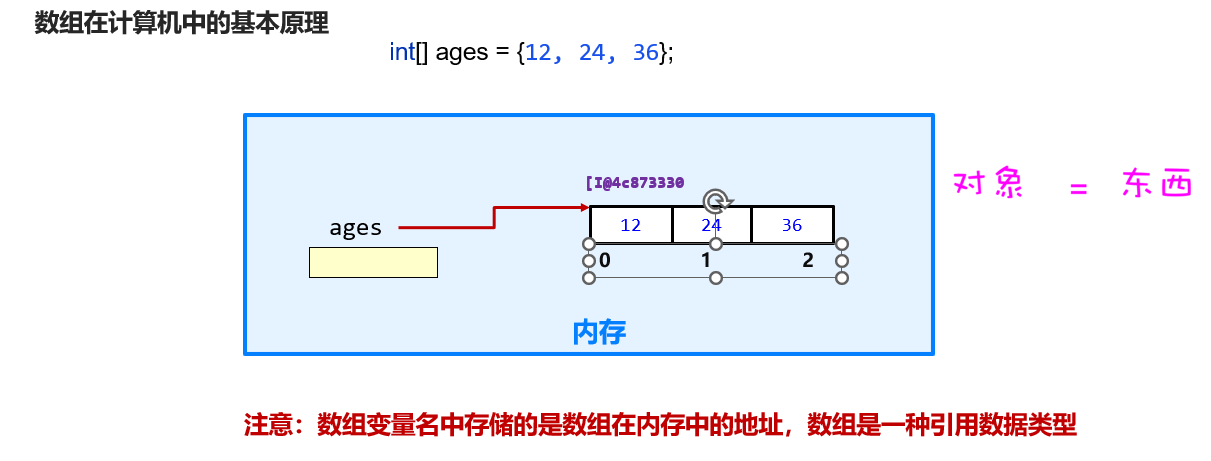 数组在计算机中的基本原理
int[] ages = {12, 24, 36};
[I@4c873330
对象 = 东西
ages
12 24 36
0 1 2
内存
注意：数组变量名中存储的是数组在内存中的地址，数组是一种引用数据类型